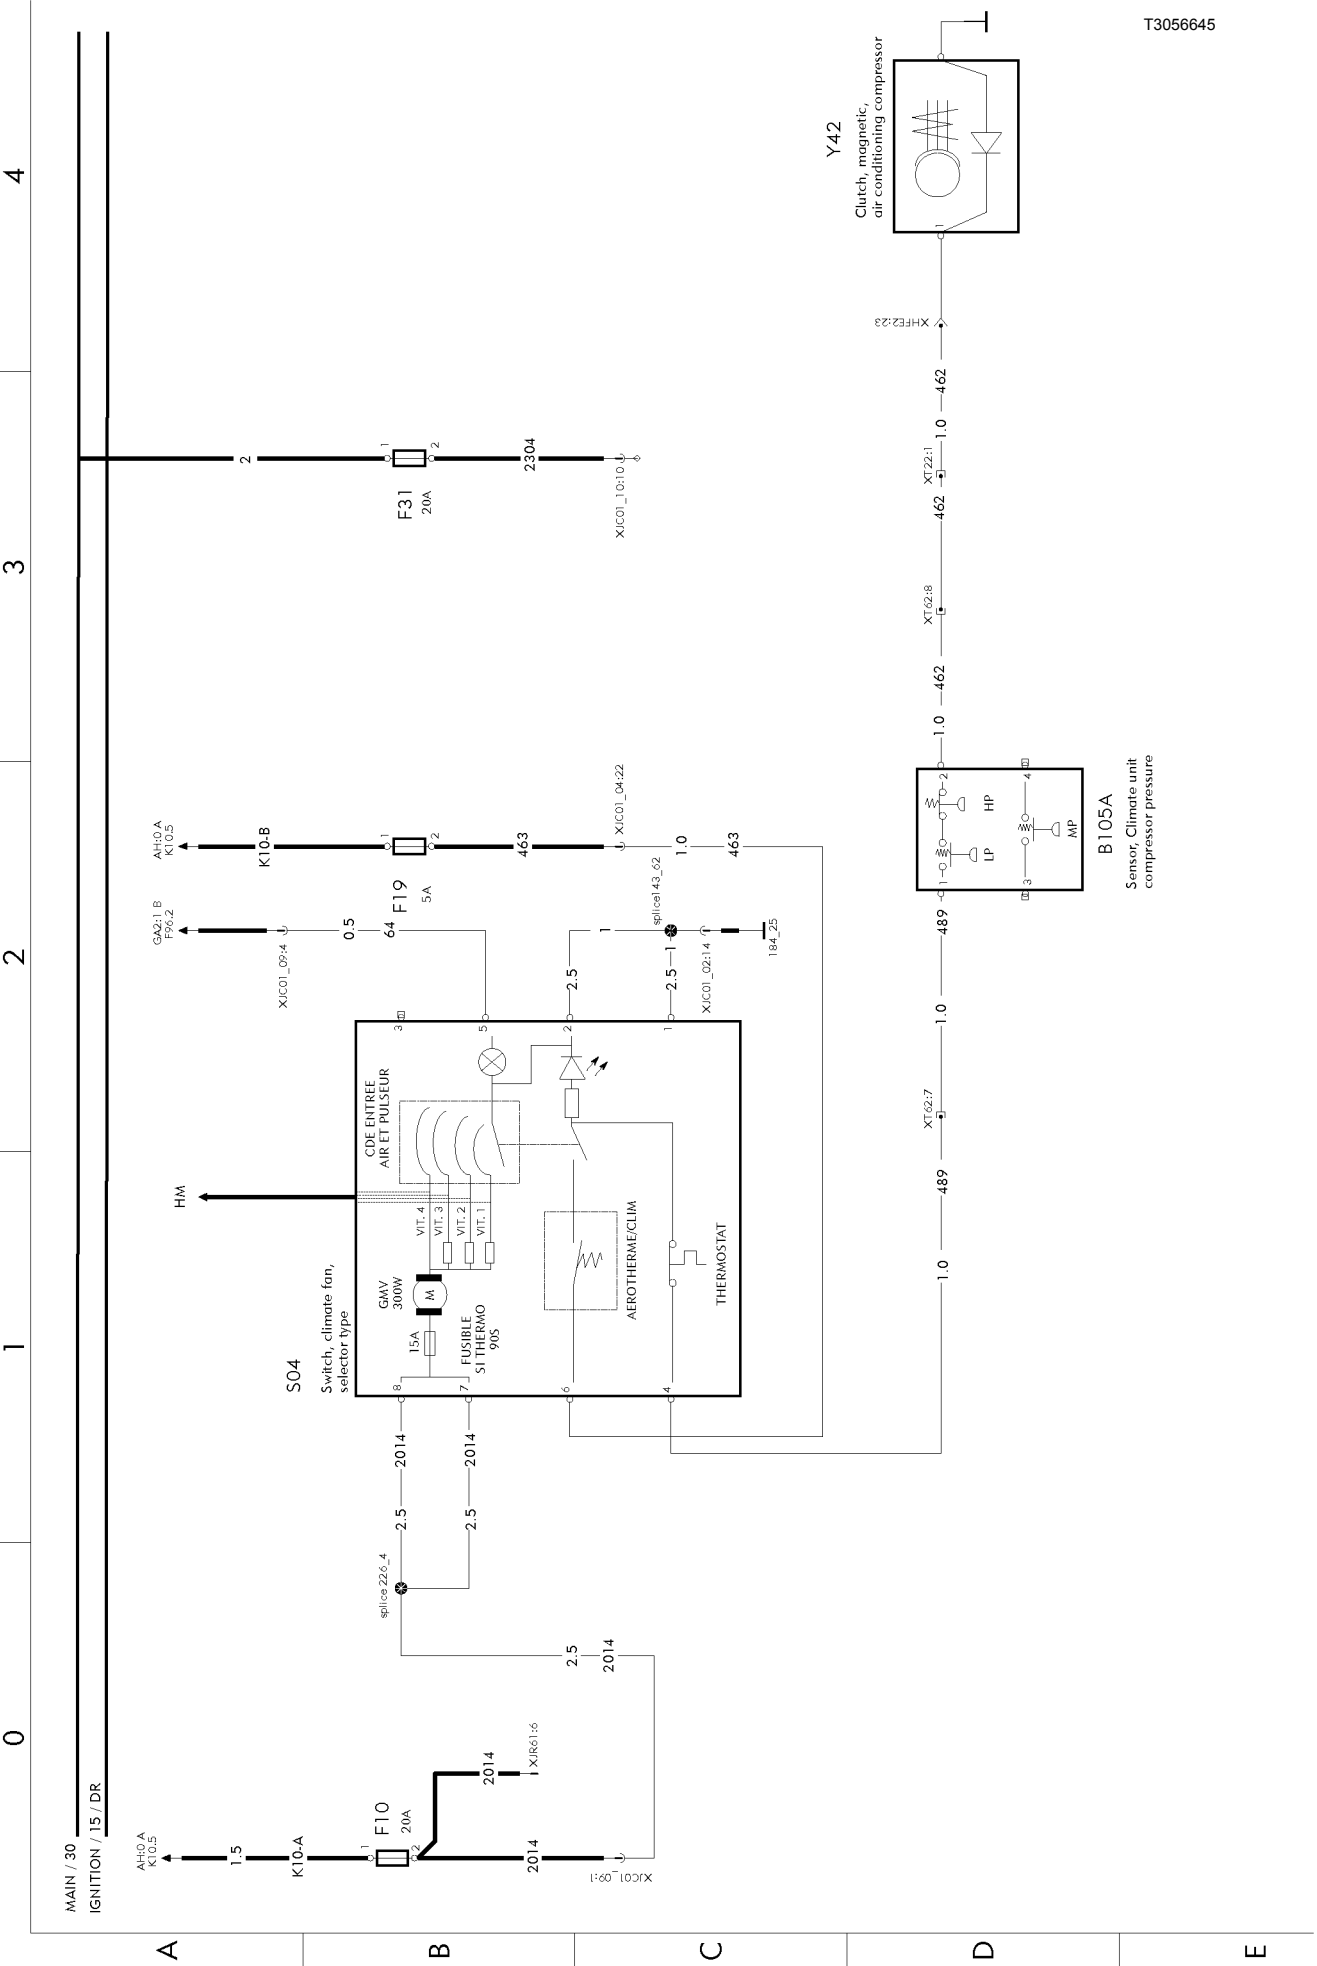 T3056645
0
1
2
3
4
A
B
C
D
E
MAIN / 30
IGNITION / 15 / DR
AH:0 A
K10.5
1.5
K10-A
1
F10
20A
2
2014
XJR61:6
2014
XJC01_09:1
2.5
2014
splice 226_4
2.5
2014
2.5
2014
S04
Switch, climate fan,
selector type
HM
8
7
6
4
15A
FUSIBLE
SI THERMO
90S
GMV
300W
M
VIT. 4
VIT. 3
VIT. 2
VIT. 1
CDE ENTREE
AIR ET PULSEUR
AEROTHERME/CLIM
THERMOSTAT
3
5
2
1
GA2:1 B
F96.2
XJC01_09:4
0.5
64
AH:0 A
K10.5
K10-B
1
F19
5A
2
463
XJC01_04:22
1.0
463
2.5
1
2.5
1
splice143_62
XJC01_02:14
184_25
2
1
F31
20A
2
2304
XJC01_10:10
1.0
489
XT62:7
1.0
489
1
2
3
4
LP
HP
MP
B105A
Sensor, Climate unit
compressor pressure
1.0
462
XT62:8
462
XT22:1
1.0
462
XHFE2:23
1
Y42
Clutch, magnetic,
air conditioning compressor